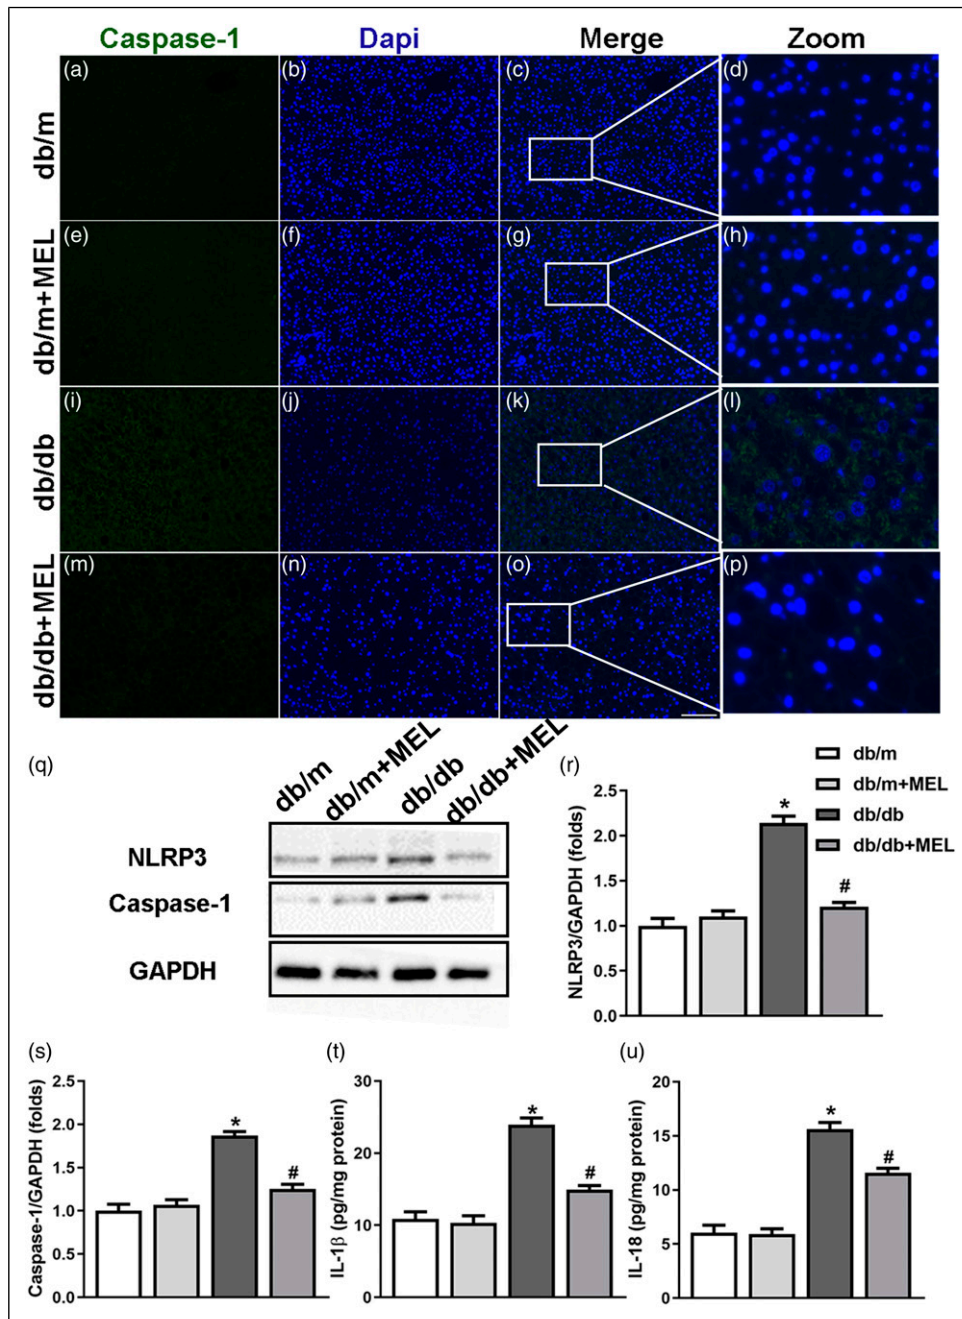 Caspase-1 Dapi Merge Zoom
db/m
(a) (b) (c) (d)
db/m+MEL
(e) (f) (g) (h)
db/db
(i) (j) (k) (l)
db/db+MEL
(m) (n) (o) (p)
(q)
db/m db/m+MEL db/db db/db+MEL
NLRP3
Caspase-1
GAPDH
(r)
db/m
db/m+MEL
db/db
db/db+MEL
NLRP3/GAPDH (folds)
2.5
2.0
1.5
1.0
0.5
0.0
*
#
(s)
Caspase-1/GAPDH (folds)
2.5
2.0
1.5
1.0
0.5
0.0
*
#
(t)
IL-1β (pg/mg protein)
30
20
10
0
*
#
(u)
IL-18 (pg/mg protein)
20
15
10
5
0
*
#